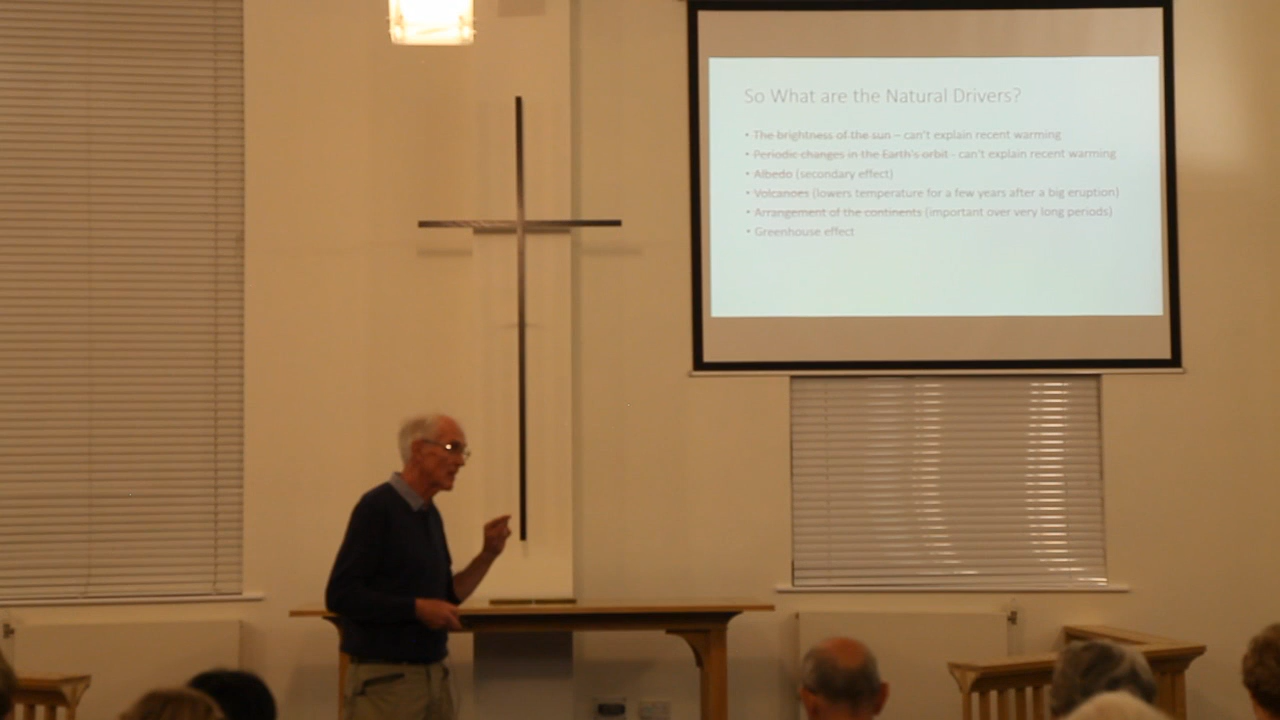 So What are the Natural Drivers?
• The brightness of the sun – can't explain recent warming
• Periodic changes in the Earth's orbit - can't explain recent warming
• Albedo (secondary effect)
• Volcanoes (lowers temperature for a few years after a big eruption)
• Arrangement of the continents (important over very long periods)
• Greenhouse effect